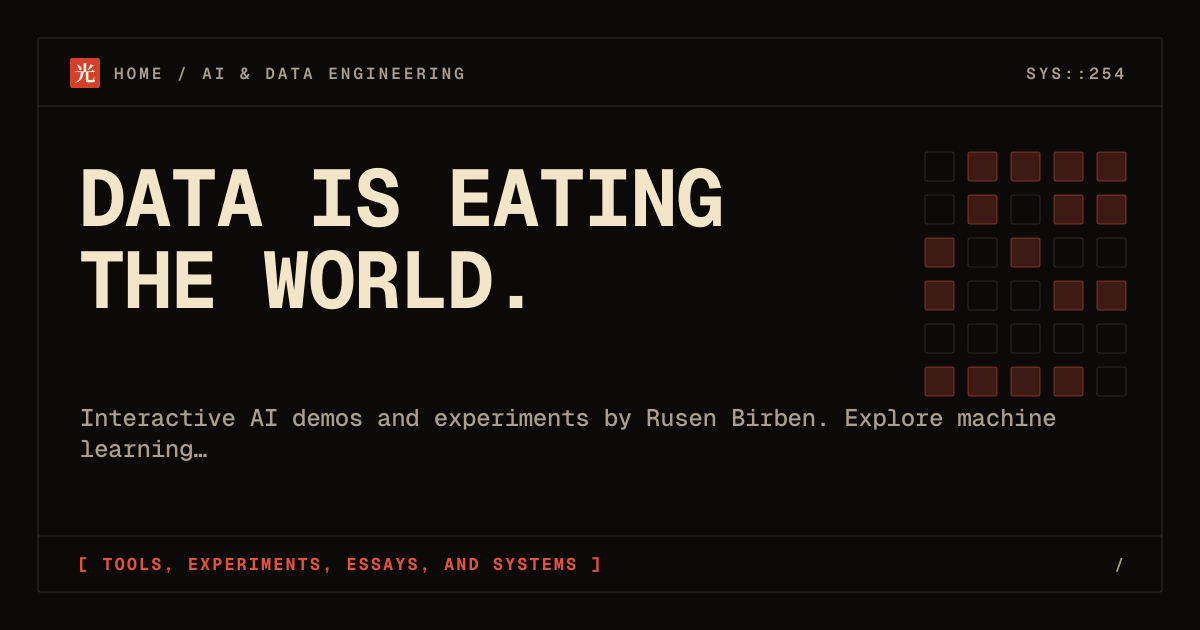 光 HOME / AI & DATA ENGINEERING
SYS::254
DATA IS EATING
THE WORLD.
Interactive AI demos and experiments by Rusen Birben. Explore machine
learning…
[ TOOLS, EXPERIMENTS, ESSAYS, AND SYSTEMS ]
/